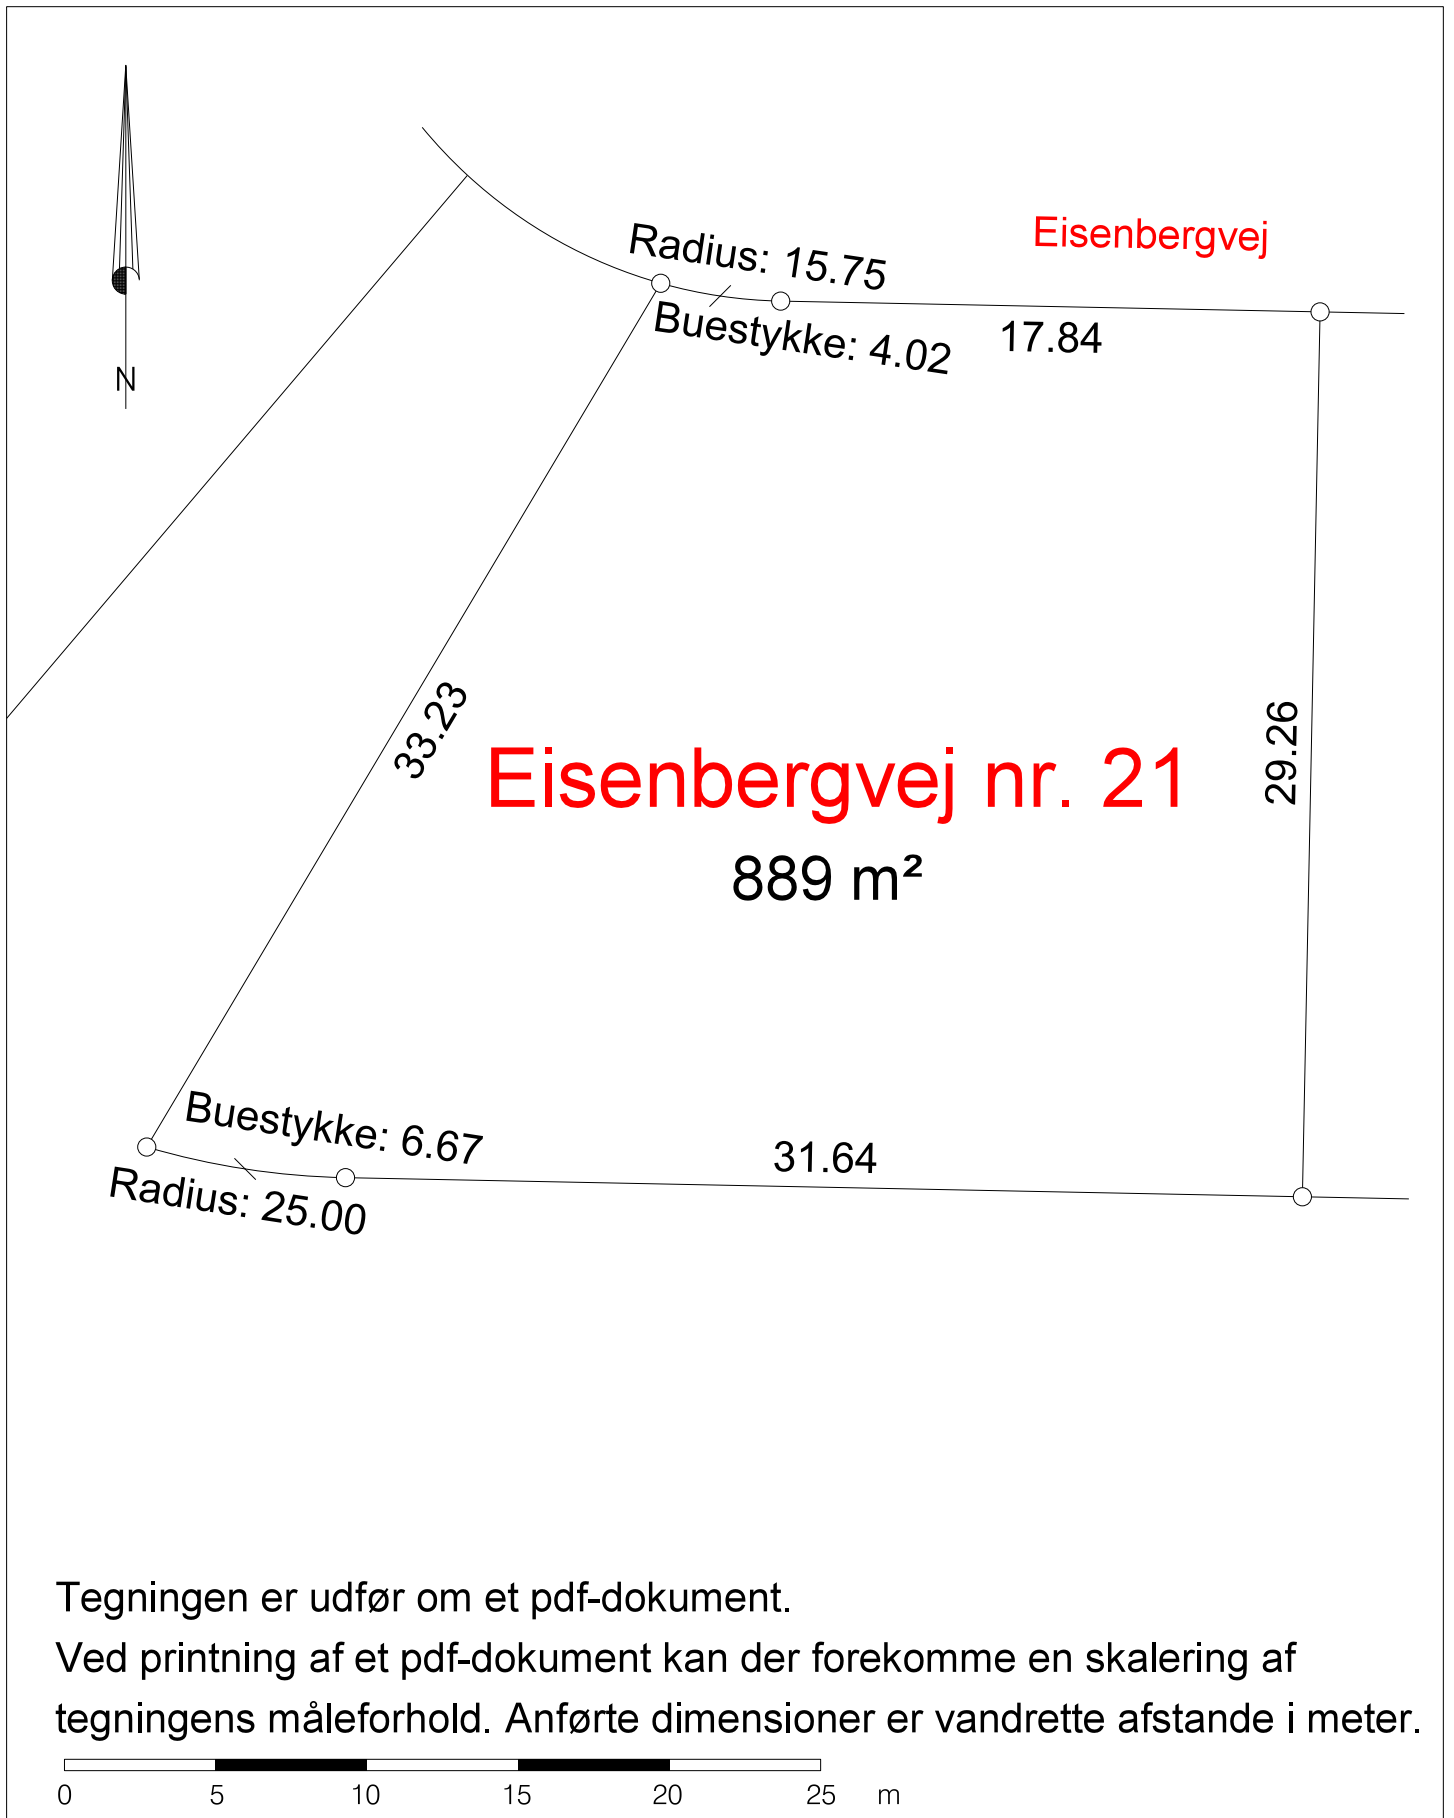 Eisenbergvej
Radius: 15.75
Buestykke: 4.02
17.84
N
33.23
29.26
Eisenbergvej nr. 21
889 m²
Buestykke: 6.67
31.64
Radius: 25.00
Tegningen er udfør om et pdf-dokument.
Ved printning af et pdf-dokument kan der forekomme en skalering af
tegningens måleforhold. Anførte dimensioner er vandrette afstande i meter.
0 5 10 15 20 25 m